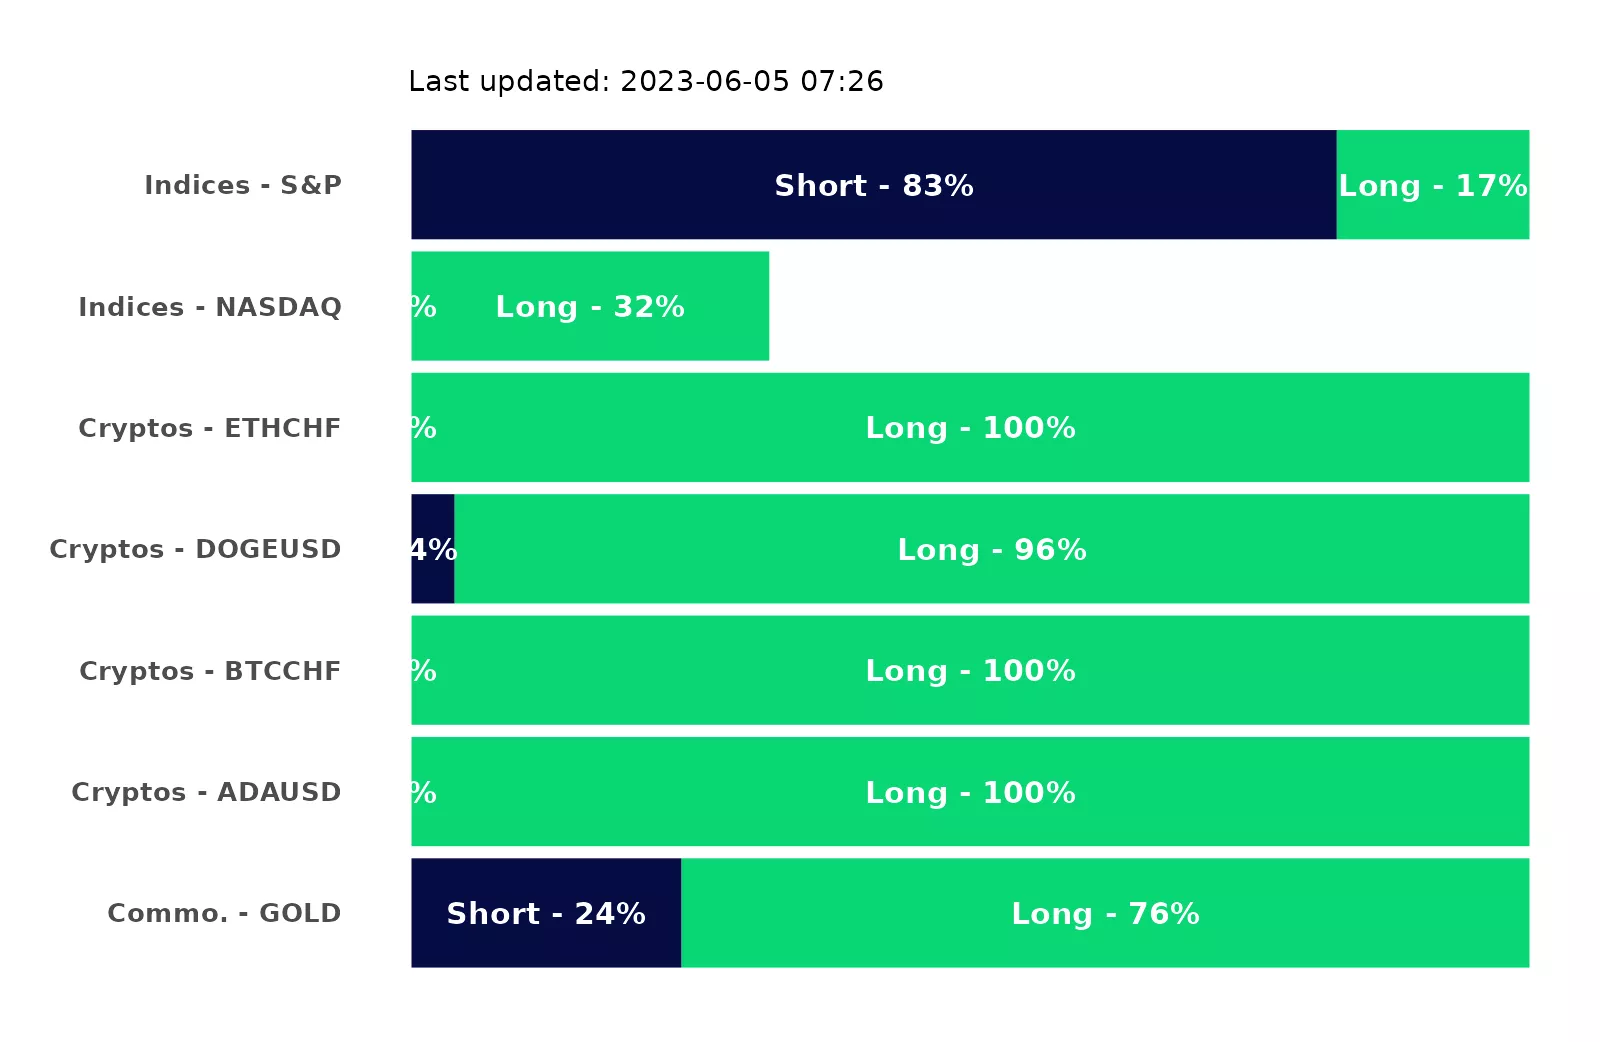 Last updated: 2023-06-05 07:26
Indices - S&P Short - 83% Long - 17%
Indices - NASDAQ % Long - 32%
Cryptos - ETHCHF % Long - 100%
Cryptos - DOGEUSD 4% Long - 96%
Cryptos - BTCCHF % Long - 100%
Cryptos - ADAUSD % Long - 100%
Commo. - GOLD Short - 24% Long - 76%